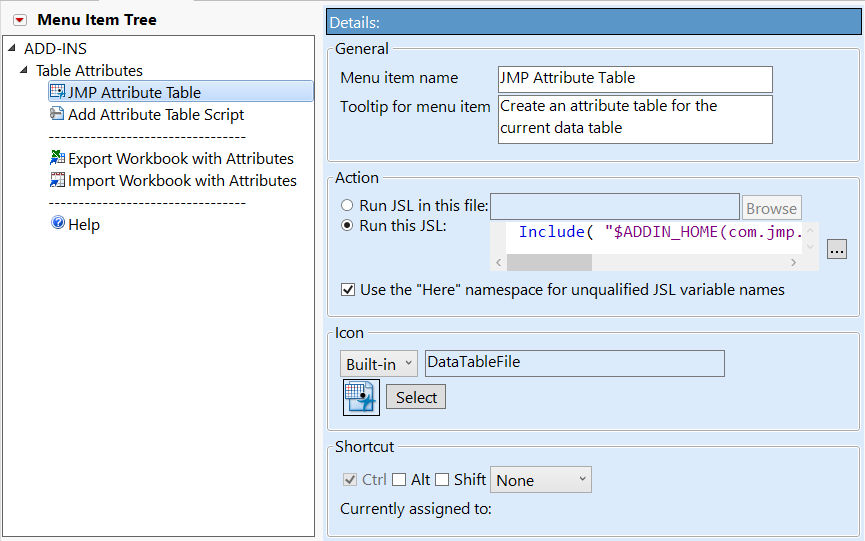 Menu Item Tree
ADD-INS
Table Attributes
JMP Attribute Table
Add Attribute Table Script
--------------------------------
Export Workbook with Attributes
Import Workbook with Attributes
--------------------------------
Help
Details:
General
Menu item name
JMP Attribute Table
Tooltip for menu item
Create an attribute table for the
current data table
Action
Run JSL in this file:
Browse
Run this JSL:
Include( "$ADDIN_HOME(com.jmp.
...
Use the "Here" namespace for unqualified JSL variable names
Icon
Built-in
DataTableFile
Select
Shortcut
Ctrl
Alt
Shift
None
Currently assigned to: